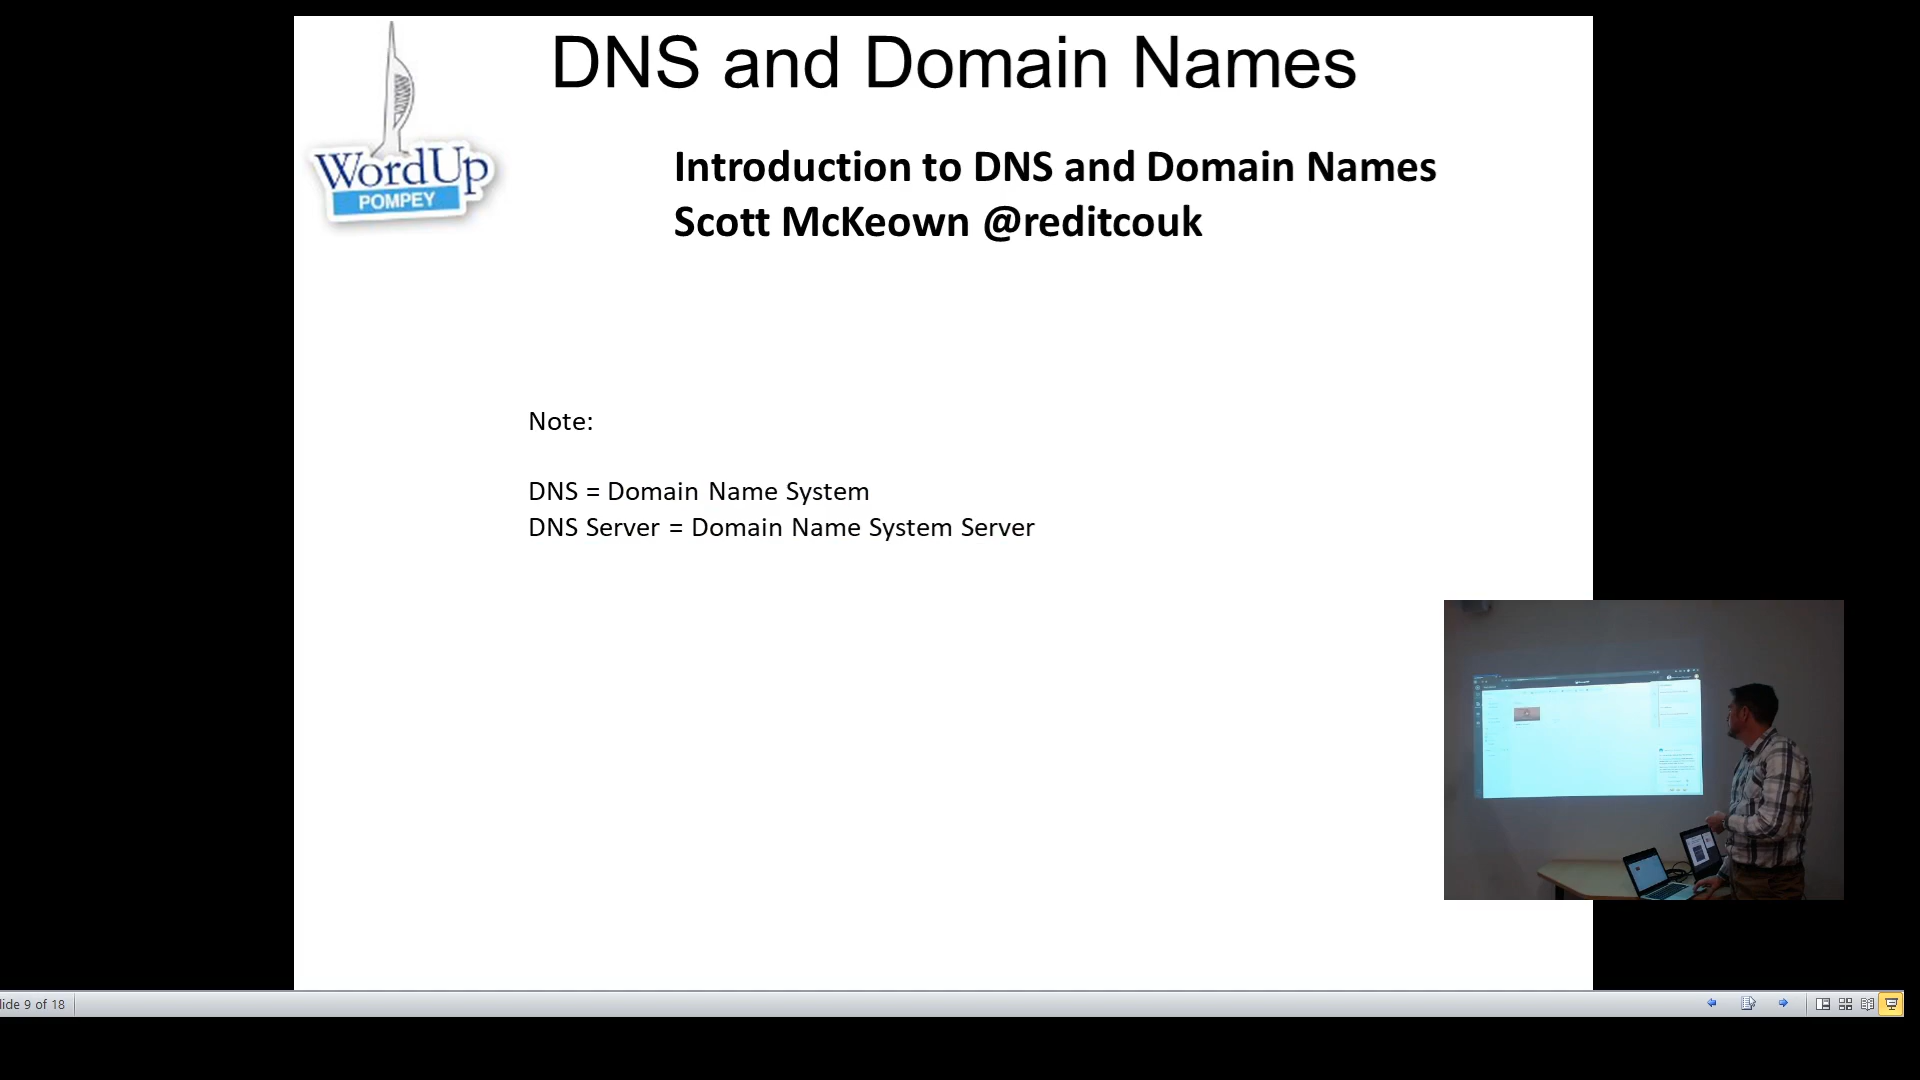 DNS and Domain Names
WordUp
POMPEY
Introduction to DNS and Domain Names
Scott McKeown @reditcouk
Note:
DNS = Domain Name System
DNS Server = Domain Name System Server
lide 9 of 18